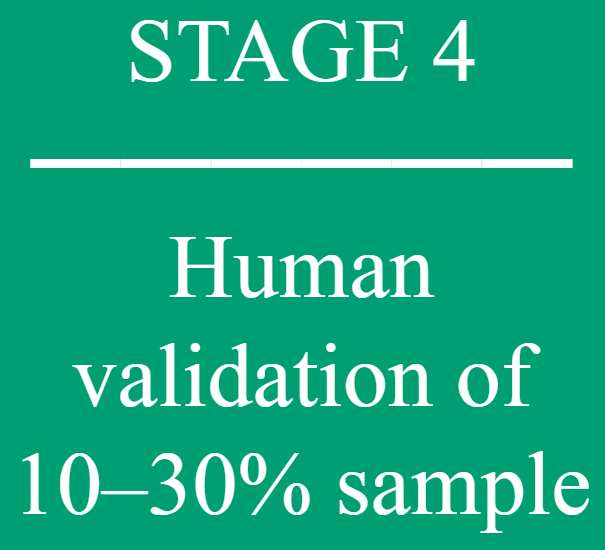 STAGE 4
Human
validation of
10–30% sample